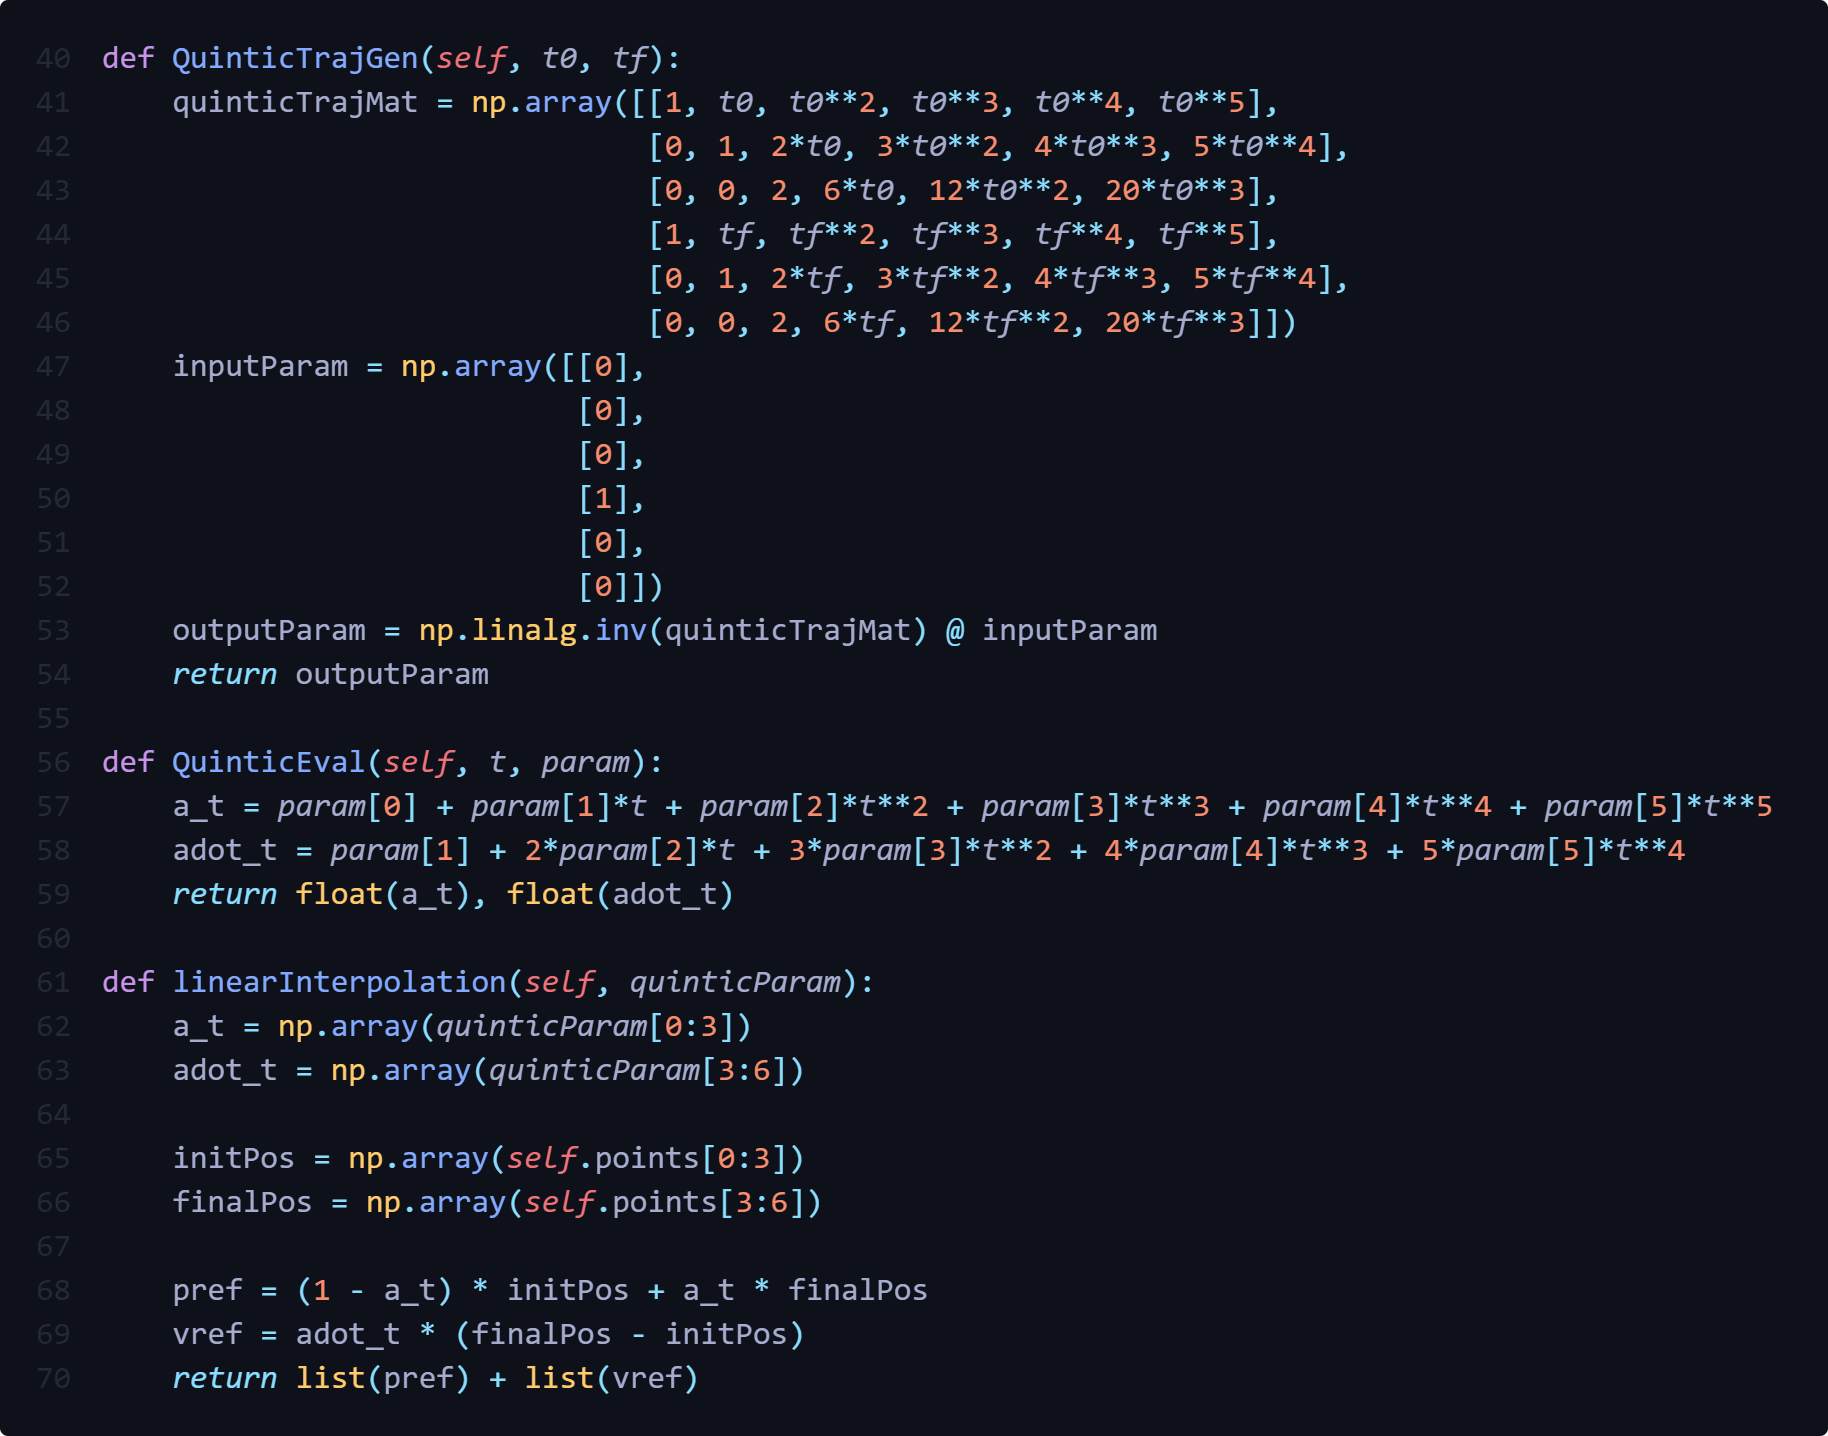 40 def QuinticTrajGen(self, t0, tf):
41     quinticTrajMat = np.array([[1, t0, t0**2, t0**3, t0**4, t0**5],
42                                [0, 1, 2*t0, 3*t0**2, 4*t0**3, 5*t0**4],
43                                [0, 0, 2, 6*t0, 12*t0**2, 20*t0**3],
44                                [1, tf, tf**2, tf**3, tf**4, tf**5],
45                                [0, 1, 2*tf, 3*tf**2, 4*tf**3, 5*tf**4],
46                                [0, 0, 2, 6*tf, 12*tf**2, 20*tf**3]])
47     inputParam = np.array([[0],
48                            [0],
49                            [0],
50                            [1],
51                            [0],
52                            [0]])
53     outputParam = np.linalg.inv(quinticTrajMat) @ inputParam
54     return outputParam
55
56 def QuinticEval(self, t, param):
57     a_t = param[0] + param[1]*t + param[2]*t**2 + param[3]*t**3 + param[4]*t**4 + param[5]*t**5
58     adot_t = param[1] + 2*param[2]*t + 3*param[3]*t**2 + 4*param[4]*t**3 + 5*param[5]*t**4
59     return float(a_t), float(adot_t)
60
61 def linearInterpolation(self, quinticParam):
62     a_t = np.array(quinticParam[0:3])
63     adot_t = np.array(quinticParam[3:6])
64
65     initPos = np.array(self.points[0:3])
66     finalPos = np.array(self.points[3:6])
67
68     pref = (1 - a_t) * initPos + a_t * finalPos
69     vref = adot_t * (finalPos - initPos)
70     return list(pref) + list(vref)